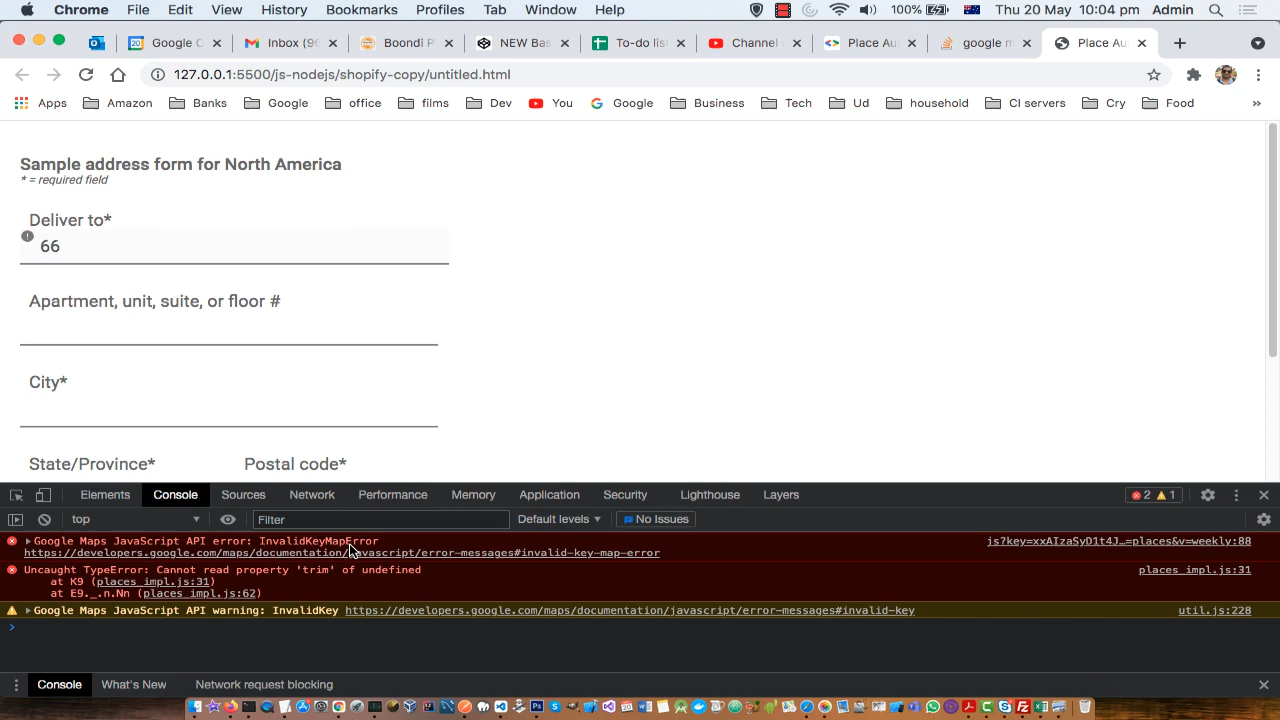 Chrome File Edit View History Bookmarks Profiles Tab Window Help 100% Thu 20 May 10:04 pm Admin
Google C Inbox (96 Boondi P NEW Bas To-do lis Channel Place Au google m Place Au
127.0.0.1:5500/js-nodejs/shopify-copy/untitled.html
Apps Amazon Banks Google office films Dev You Google Business Tech Ud household CI servers Cry Food »
Sample address form for North America
* = required field
Deliver to*
66
Apartment, unit, suite, or floor #
City*
State/Province* Postal code*
Elements Console Sources Network Performance Memory Application Security Lighthouse Layers 2 1
top Filter Default levels No Issues
Google Maps JavaScript API error: InvalidKeyMapError js?key=xxAIzaSyD1t4J…=places&v=weekly:88
https://developers.google.com/maps/documentation/javascript/error-messages#invalid-key-map-error
Uncaught TypeError: Cannot read property 'trim' of undefined places_impl.js:31
at K9 (places_impl.js:31)
at E9._.n.Nn (places_impl.js:62)
Google Maps JavaScript API warning: InvalidKey https://developers.google.com/maps/documentation/javascript/error-messages#invalid-key util.js:228
>
Console What's New Network request blocking